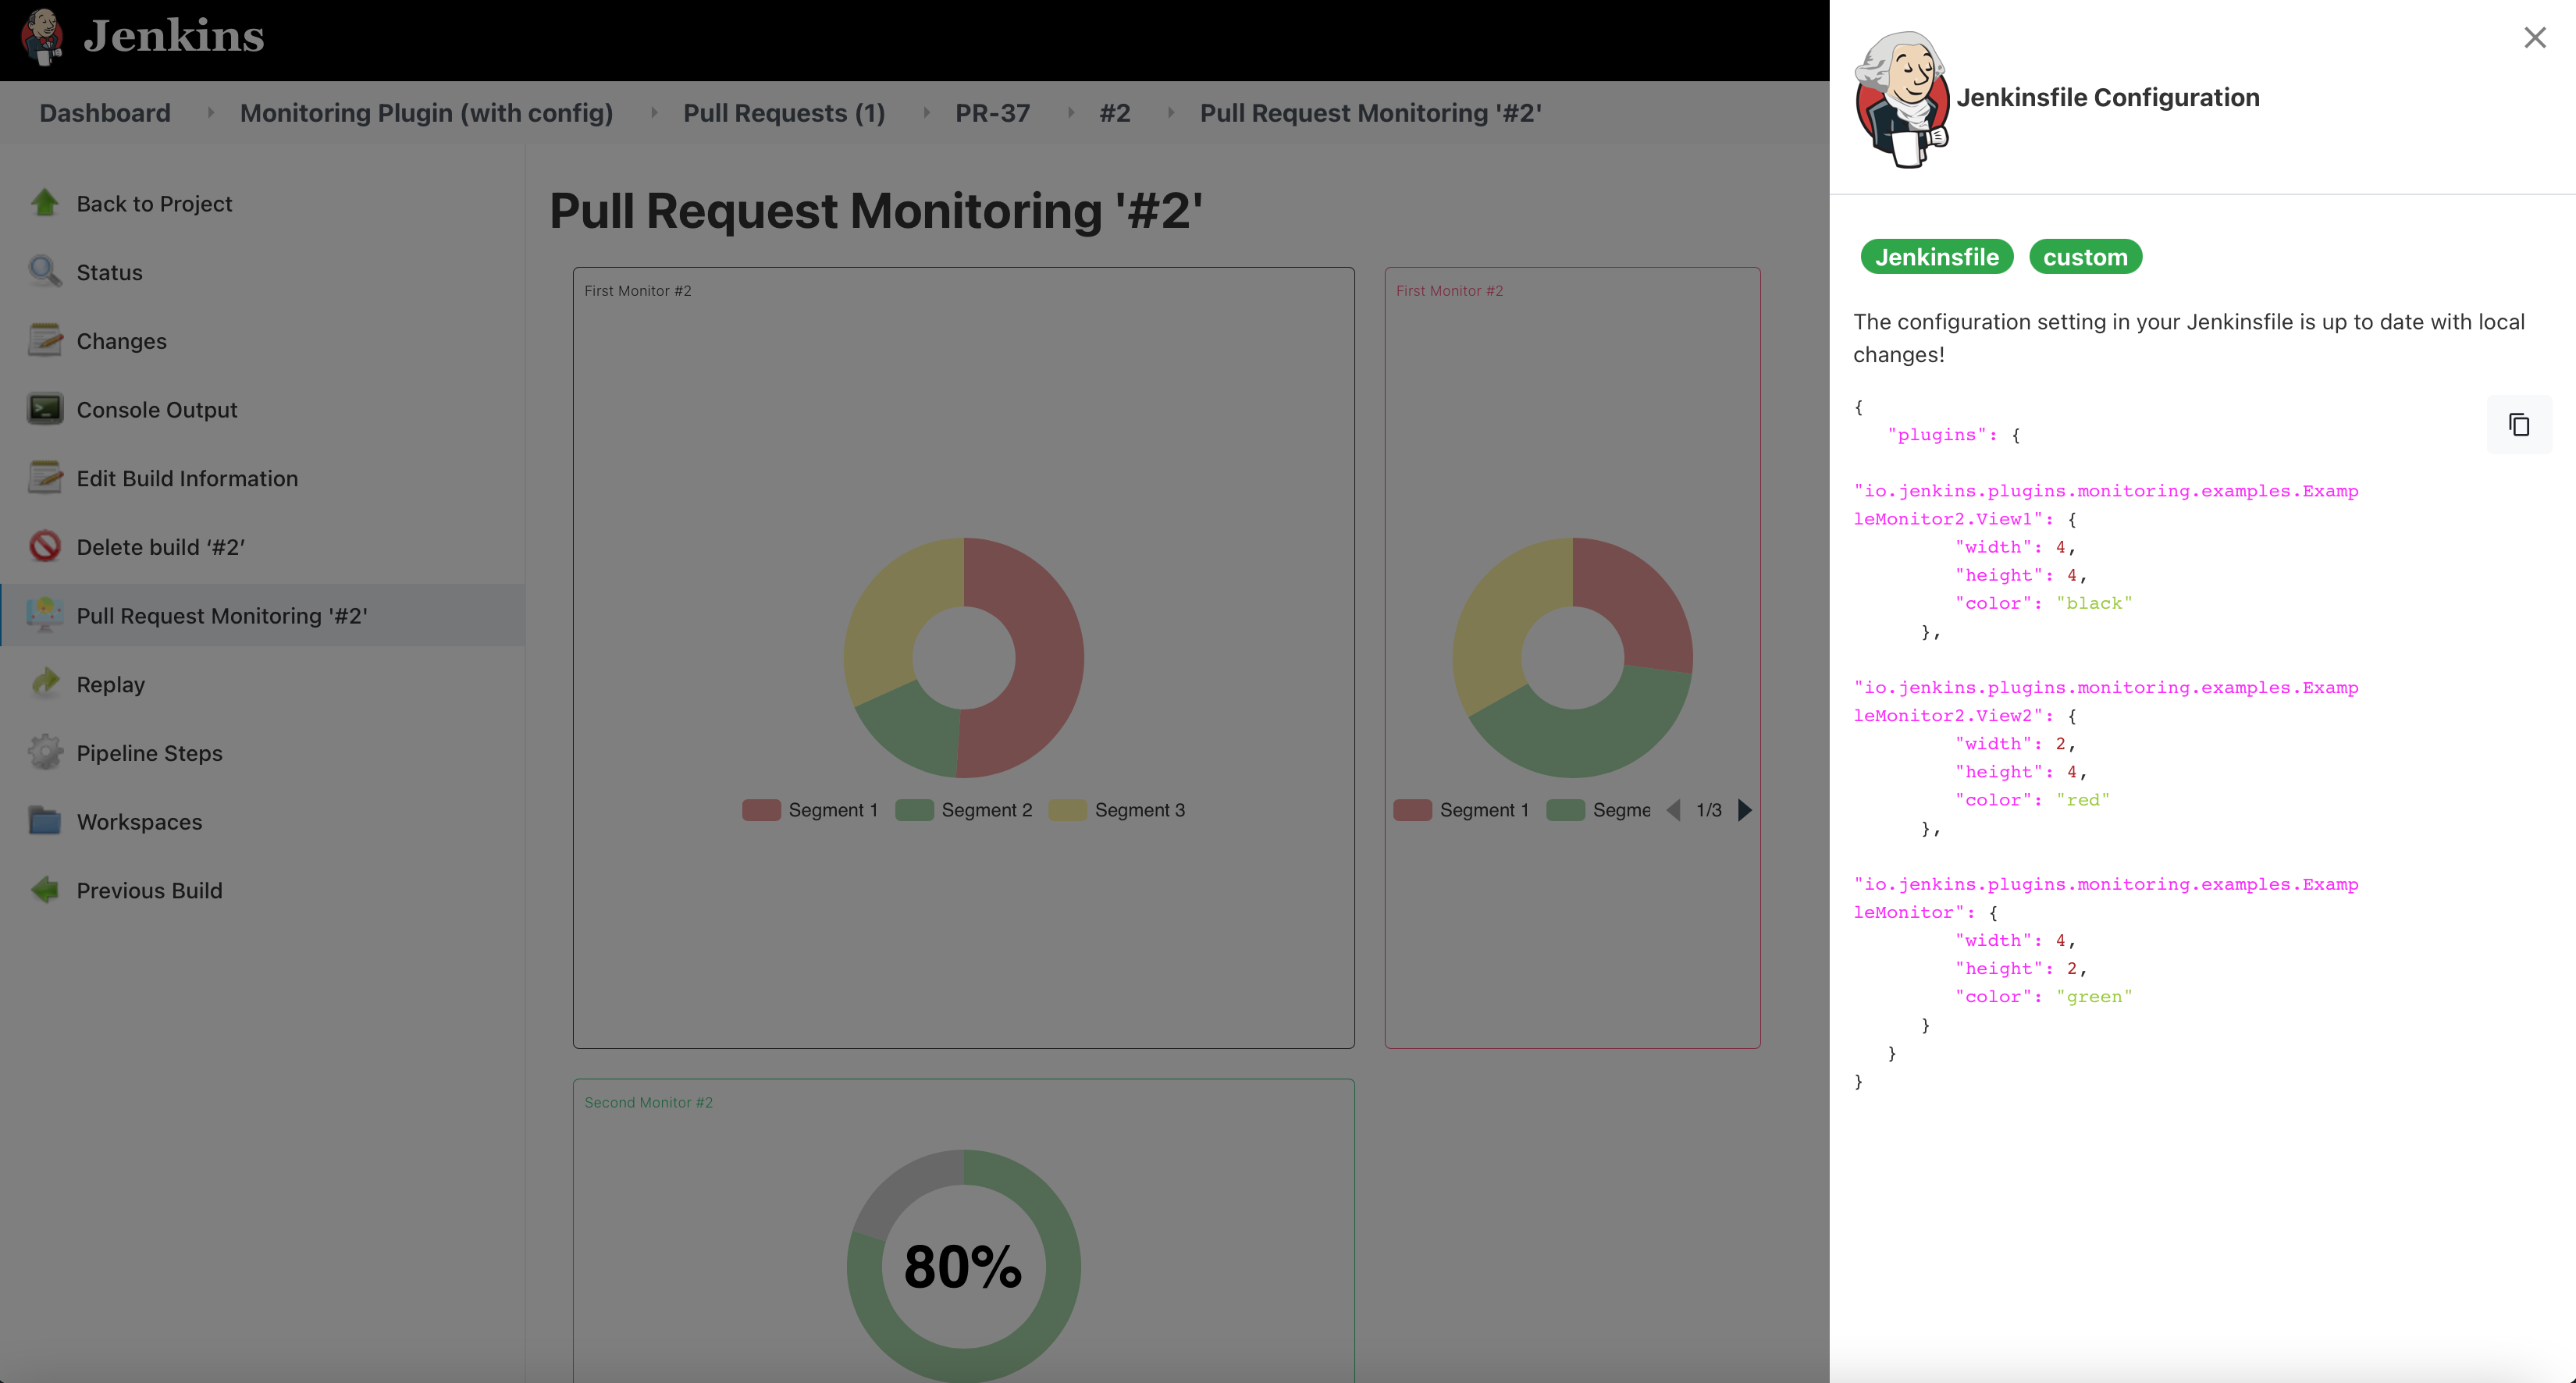 Jenkins
Dashboard
Monitoring Plugin (with config)
Pull Requests (1)
PR-37
#2
Pull Request Monitoring '#2'
Back to Project
Status
Changes
Console Output
Edit Build Information
Delete build ‘#2’
Pull Request Monitoring '#2'
Replay
Pipeline Steps
Workspaces
Previous Build
Pull Request Monitoring '#2'
First Monitor #2
Segment 1 Segment 2 Segment 3
First Monitor #2
Segment 1 Segme 1/3
Second Monitor #2
80%
Jenkinsfile Configuration
Jenkinsfile custom
The configuration setting in your Jenkinsfile is up to date with local
changes!
{
"plugins": {
"io.jenkins.plugins.monitoring.examples.Examp
leMonitor2.View1": {
"width": 4,
"height": 4,
"color": "black"
},
"io.jenkins.plugins.monitoring.examples.Examp
leMonitor2.View2": {
"width": 2,
"height": 4,
"color": "red"
},
"io.jenkins.plugins.monitoring.examples.Examp
leMonitor": {
"width": 4,
"height": 2,
"color": "green"
}
}
}